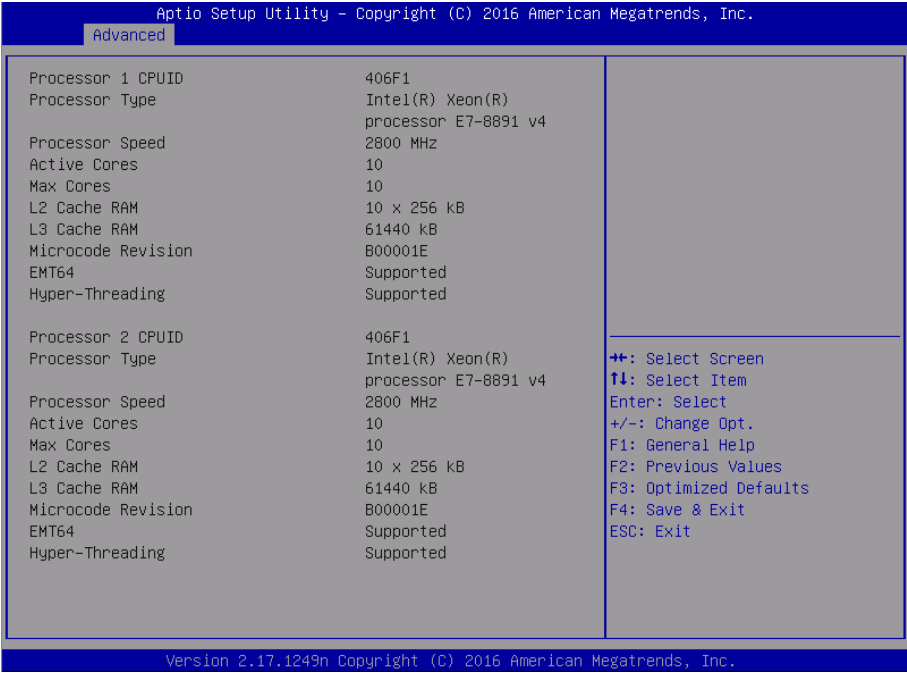 Aptio Setup Utility – Copyright (C) 2016 American Megatrends, Inc.
Advanced
Processor 1 CPUID 406F1
Processor Type Intel(R) Xeon(R)
processor E7-8891 v4
Processor Speed 2800 MHz
Active Cores 10
Max Cores 10
L2 Cache RAM 10 x 256 kB
L3 Cache RAM 61440 kB
Microcode Revision B00001E
EMT64 Supported
Hyper-Threading Supported
Processor 2 CPUID 406F1
Processor Type Intel(R) Xeon(R)
processor E7-8891 v4
Processor Speed 2800 MHz
Active Cores 10
Max Cores 10
L2 Cache RAM 10 x 256 kB
L3 Cache RAM 61440 kB
Microcode Revision B00001E
EMT64 Supported
Hyper-Threading Supported
→←: Select Screen
↑↓: Select Item
Enter: Select
+/-: Change Opt.
F1: General Help
F2: Previous Values
F3: Optimized Defaults
F4: Save & Exit
ESC: Exit
Version 2.17.1249n Copyright (C) 2016 American Megatrends, Inc.